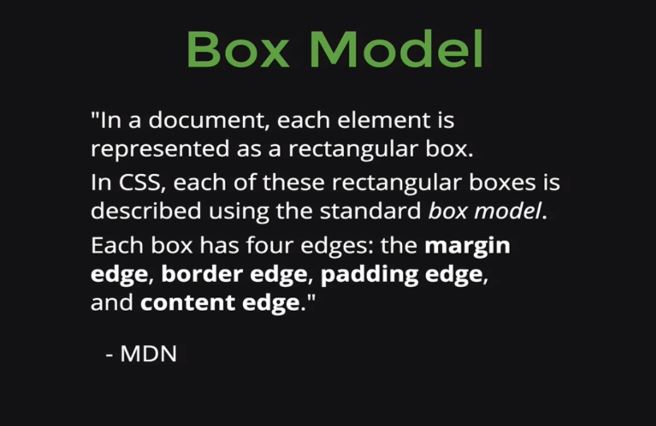 Box Model
"In a document, each element is
represented as a rectangular box.
In CSS, each of these rectangular boxes is
described using the standard box model.
Each box has four edges: the margin
edge, border edge, padding edge,
and content edge."
- MDN